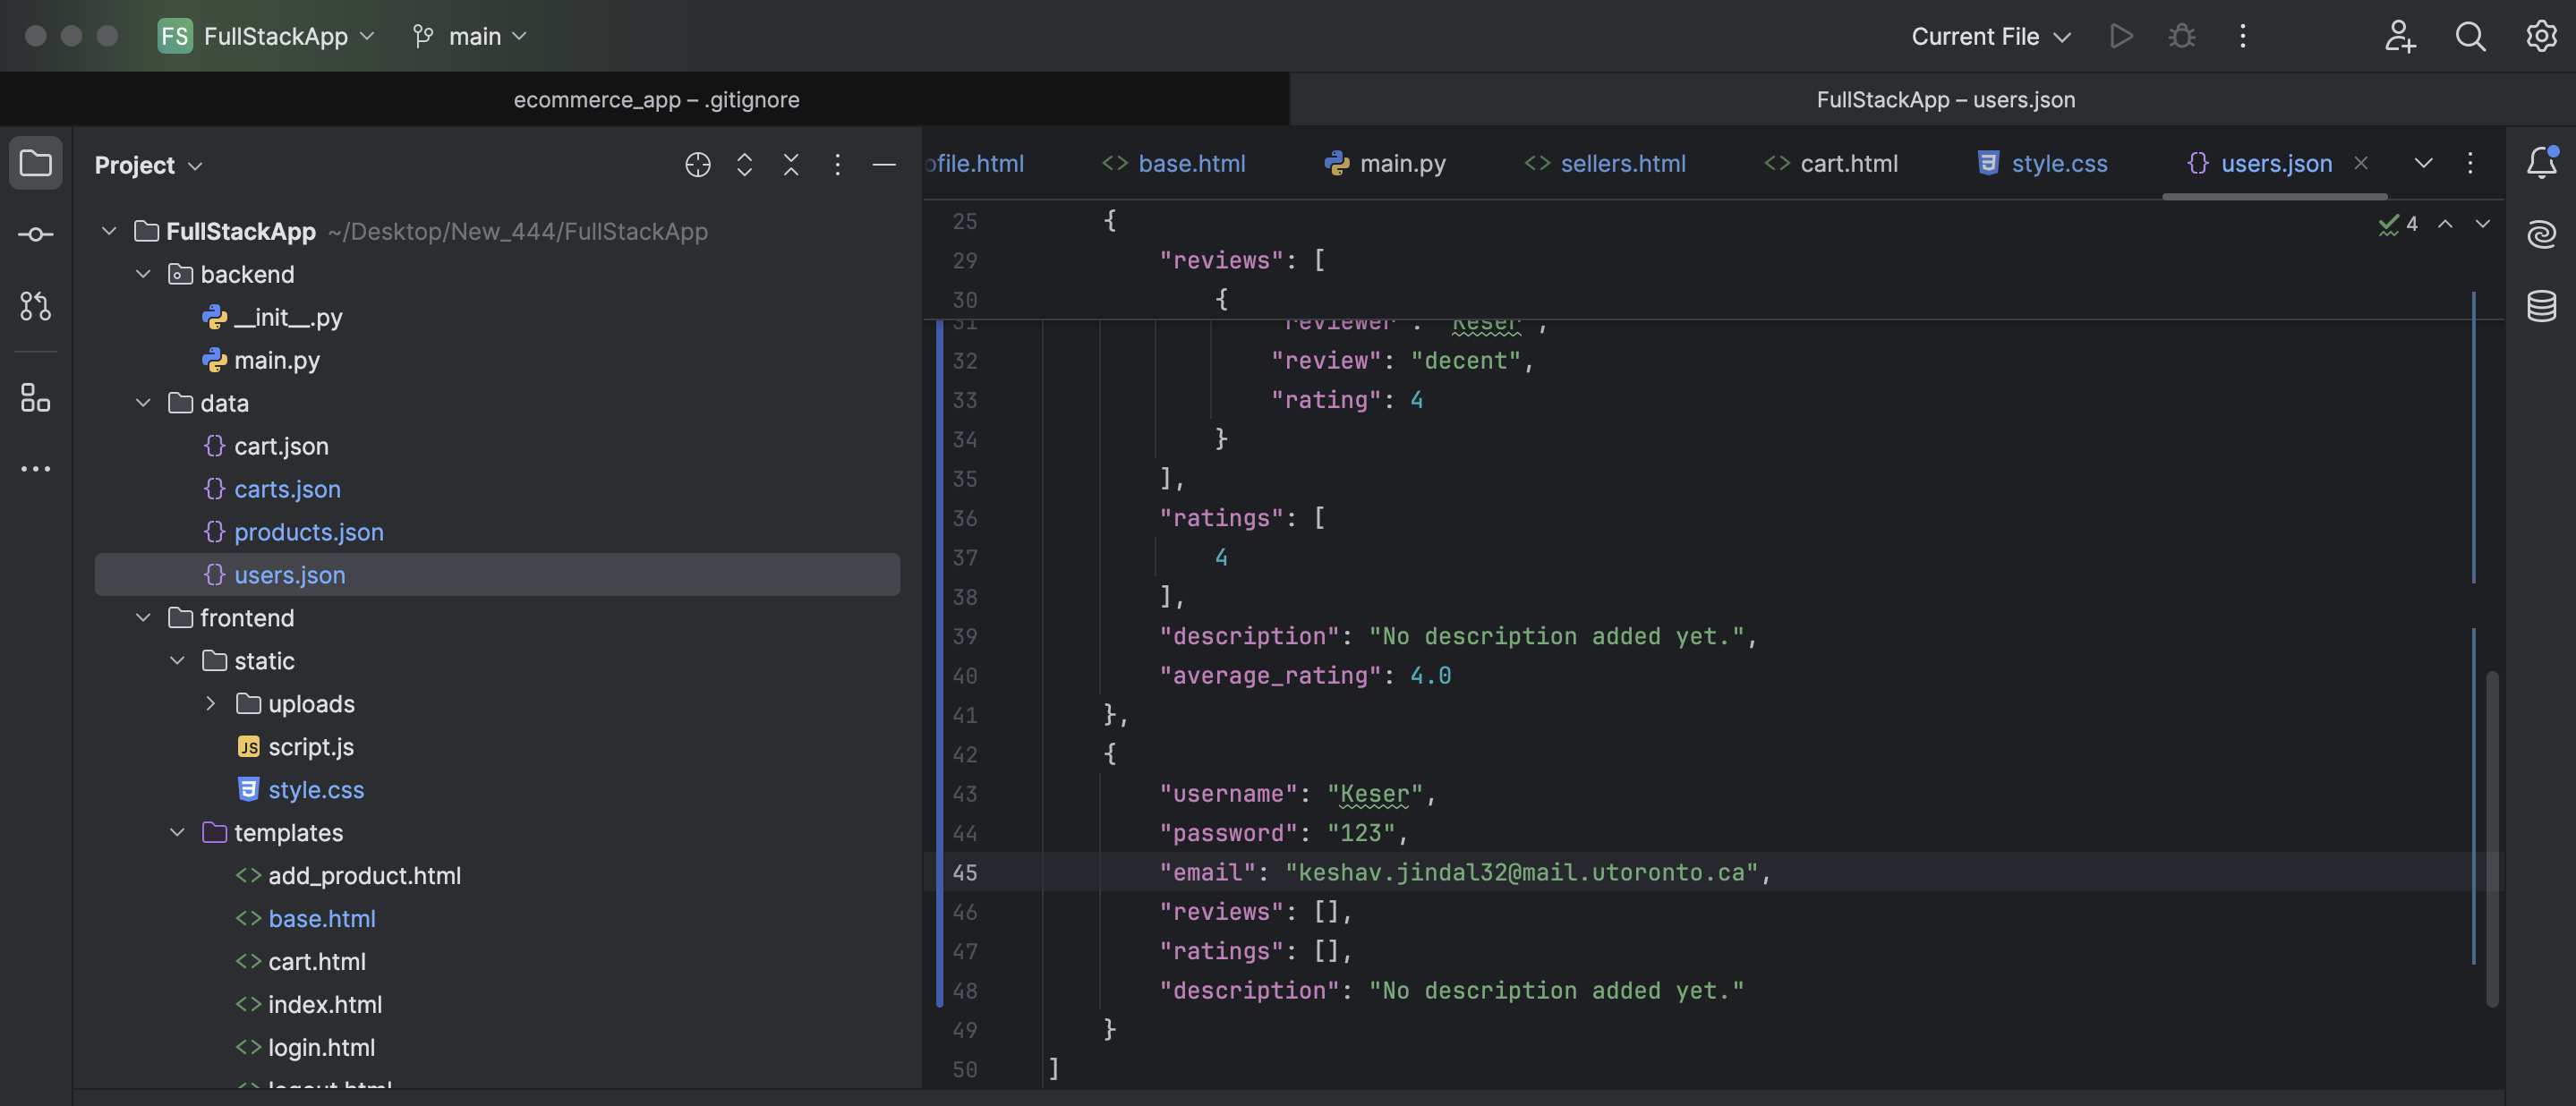 FS FullStackApp main Current File
ecommerce_app – .gitignore FullStackApp – users.json
Project
ofile.html base.html main.py sellers.html cart.html style.css users.json
FullStackApp ~/Desktop/New_444/FullStackApp
backend
__init__.py
main.py
data
cart.json
carts.json
products.json
users.json
frontend
static
uploads
JS script.js
style.css
templates
add_product.html
base.html
cart.html
index.html
login.html
logout.html
4
25 {
29 "reviews": [
30 {
31 "reviewer": "Keser",
32 "review": "decent",
33 "rating": 4
34 }
35 ],
36 "ratings": [
37 4
38 ],
39 "description": "No description added yet.",
40 "average_rating": 4.0
41 },
42 {
43 "username": "Keser",
44 "password": "123",
45 "email": "keshav.jindal32@mail.utoronto.ca",
46 "reviews": [],
47 "ratings": [],
48 "description": "No description added yet."
49 }
50 ]